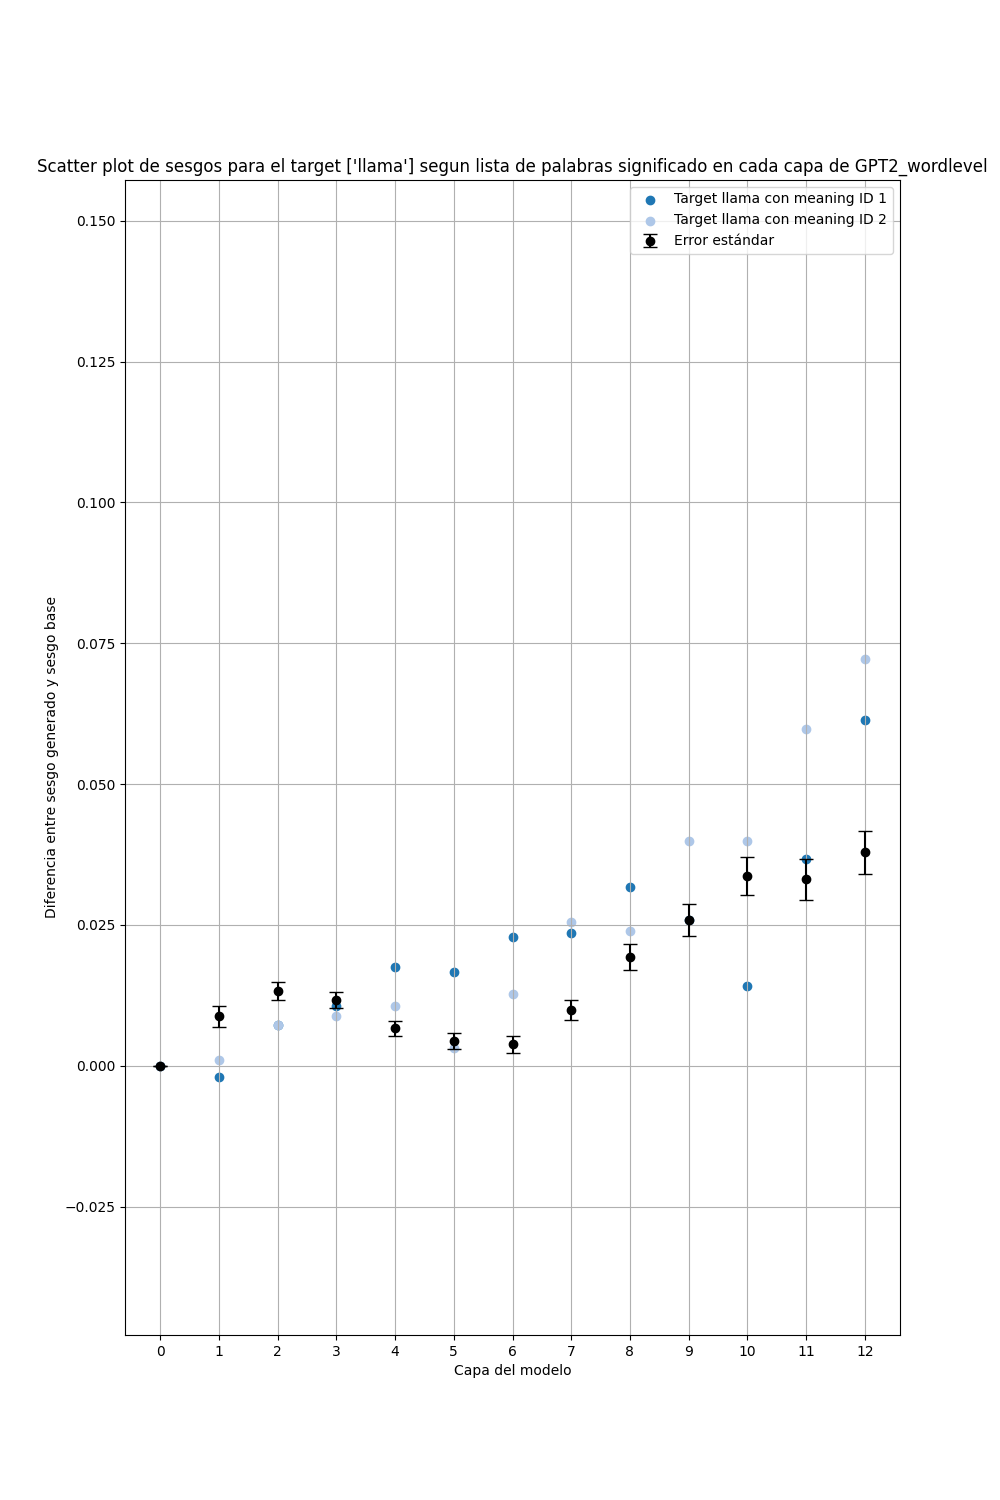 Scatter plot de sesgos para el target ['llama'] segun lista de palabras significado en cada capa de GPT2_wordlevel
Target llama con meaning ID 1
Target llama con meaning ID 2
Error estándar
0.150
0.125
0.100
0.075
0.050
0.025
0.000
−0.025
Diferencia entre sesgo generado y sesgo base
0 1 2 3 4 5 6 7 8 9 10 11 12
Capa del modelo